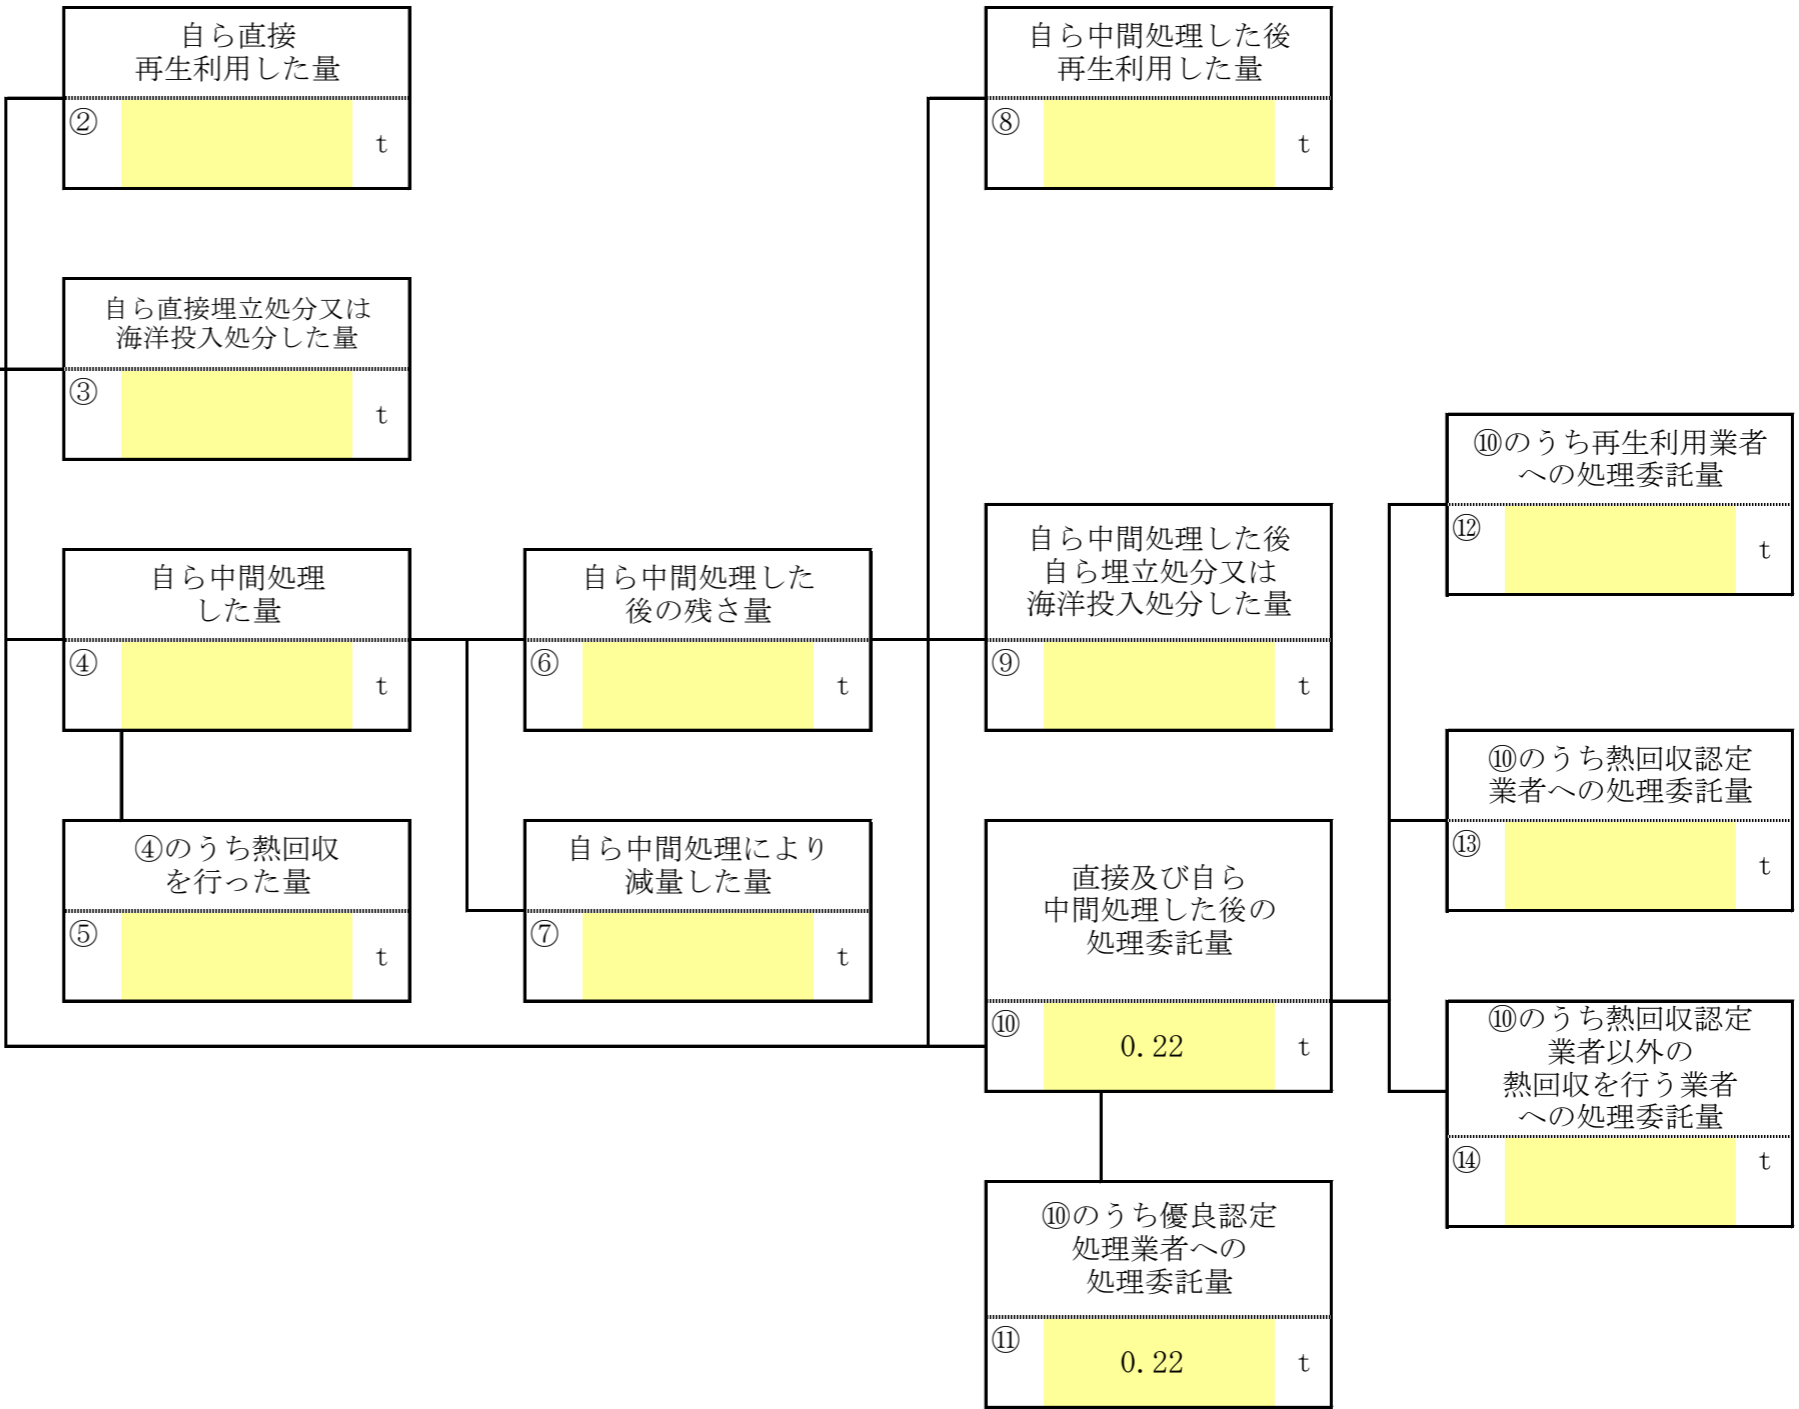 自ら直接
再生利用した量
②
t
自ら中間処理した後
再生利用した量
⑧
t
自ら直接埋立処分又は
海洋投入処分した量
③
t
⑩のうち再生利用業者
への処理委託量
⑫
t
自ら中間処理
した量
④
t
自ら中間処理した
後の残さ量
⑥
t
自ら中間処理した後
自ら埋立処分又は
海洋投入処分した量
⑨
t
⑩のうち熱回収認定
業者への処理委託量
⑬
t
④のうち熱回収
を行った量
⑤
t
自ら中間処理により
減量した量
⑦
t
直接及び自ら
中間処理した後の
処理委託量
⑩
0.22 t
⑩のうち熱回収認定
業者以外の
熱回収を行う業者
への処理委託量
⑭
t
⑩のうち優良認定
処理業者への
処理委託量
⑪
0.22 t